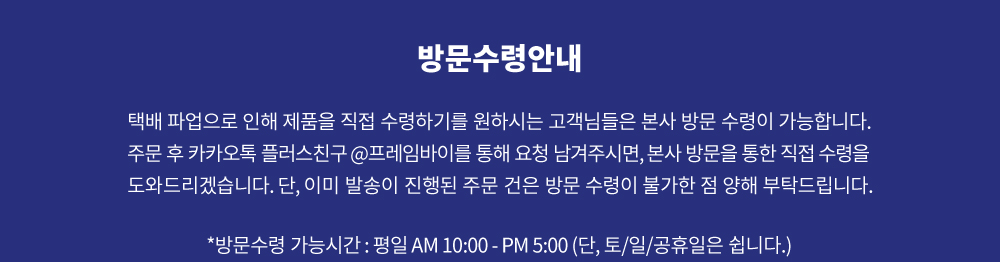 방문수령안내
택배 파업으로 인해 제품을 직접 수령하기를 원하시는 고객님들은 본사 방문 수령이 가능합니다.
주문 후 카카오톡 플러스친구 @프레임바이를 통해 요청 남겨주시면, 본사 방문을 통한 직접 수령을
도와드리겠습니다. 단, 이미 발송이 진행된 주문 건은 방문 수령이 불가한 점 양해 부탁드립니다.
*방문수령 가능시간 : 평일 AM 10:00 - PM 5:00 (단, 토/일/공휴일은 쉽니다.)